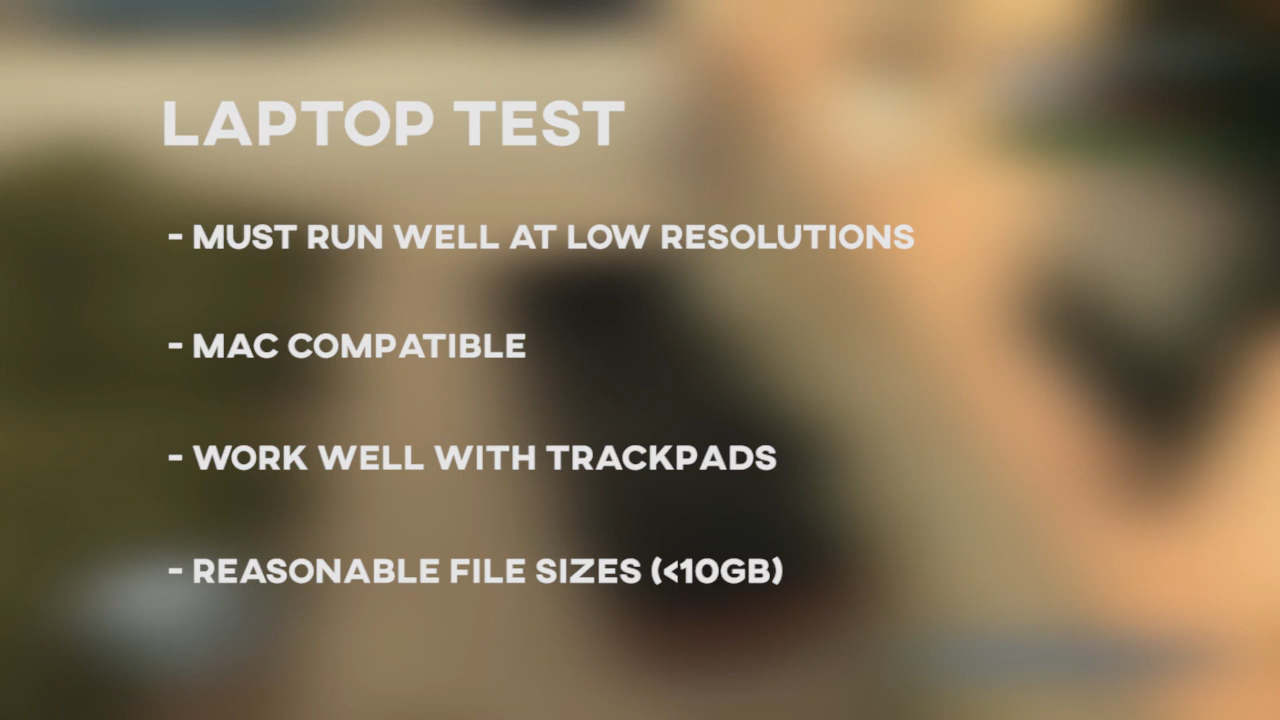 LAPTOP TEST
- MUST RUN WELL AT LOW RESOLUTIONS
- MAC COMPATIBLE
- WORK WELL WITH TRACKPADS
- REASONABLE FILE SIZES (<10GB)